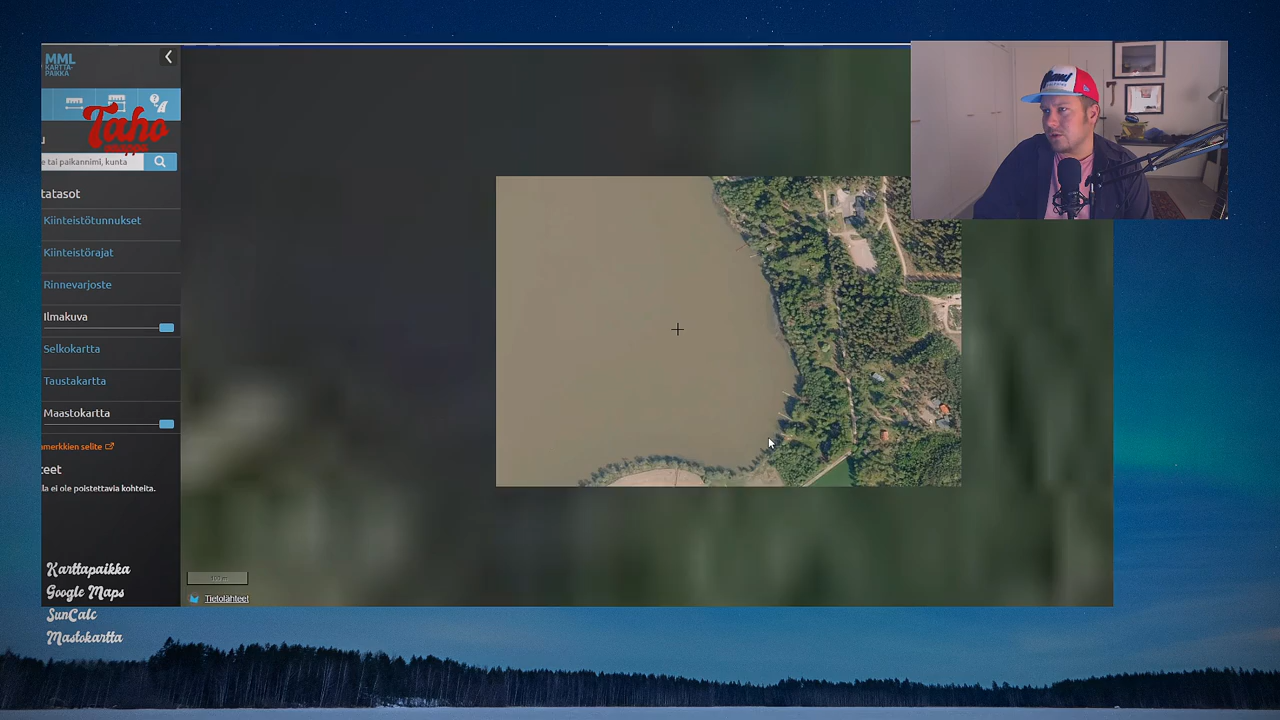 MML
KARTTA-
PAIKKA
Taho
u
e tai paikannimi, kunta
tatasot
Kiinteistötunnukset
Kiinteistörajat
Rinnevarjoste
Ilmakuva
Selkokartta
Taustakartta
Maastokartta
merkkien selite
teet
la ei ole poistettavia kohteita.
Karttapaikka
Google Maps
SunCalc
Mastokartta
Tietolähteet